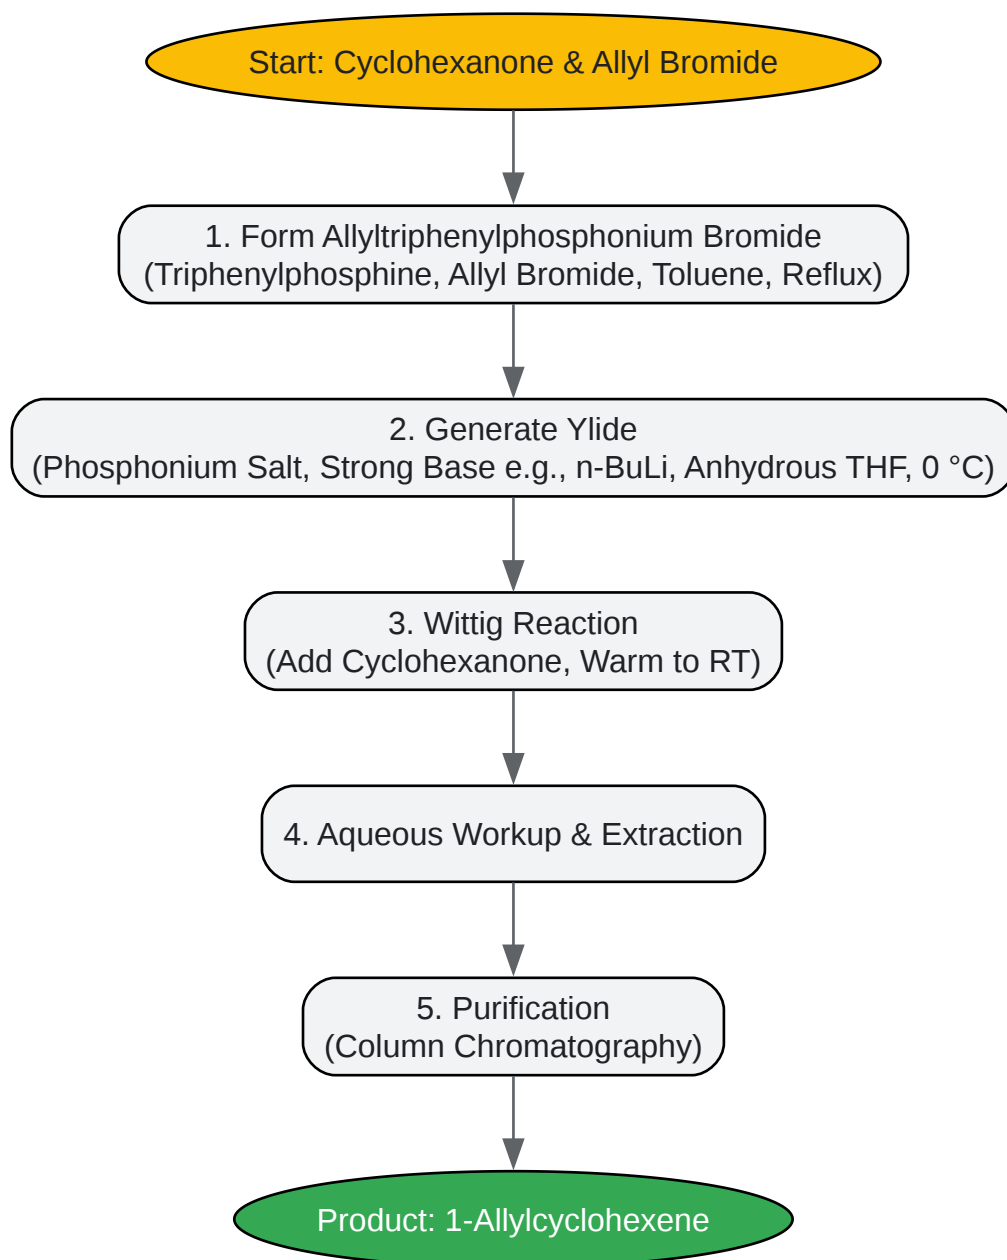 Start: Cyclohexanone & Allyl Bromide
1. Form Allyltriphenylphosphonium Bromide
(Triphenylphosphine, Allyl Bromide, Toluene, Reflux)
2. Generate Ylide
(Phosphonium Salt, Strong Base e.g., n-BuLi, Anhydrous THF, 0 °C)
3. Wittig Reaction
(Add Cyclohexanone, Warm to RT)
4. Aqueous Workup & Extraction
5. Purification
(Column Chromatography)
Product: 1-Allylcyclohexene